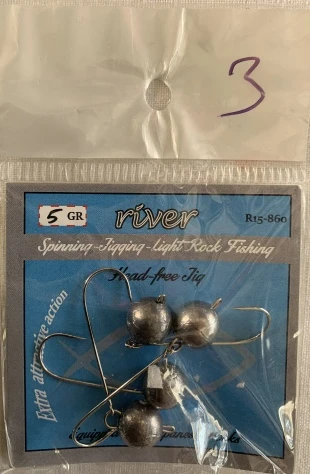 3
5 GR river R15-860
Spinning-Jigging-Light Rock Fishing
Head-free Jig
Extra attractive action